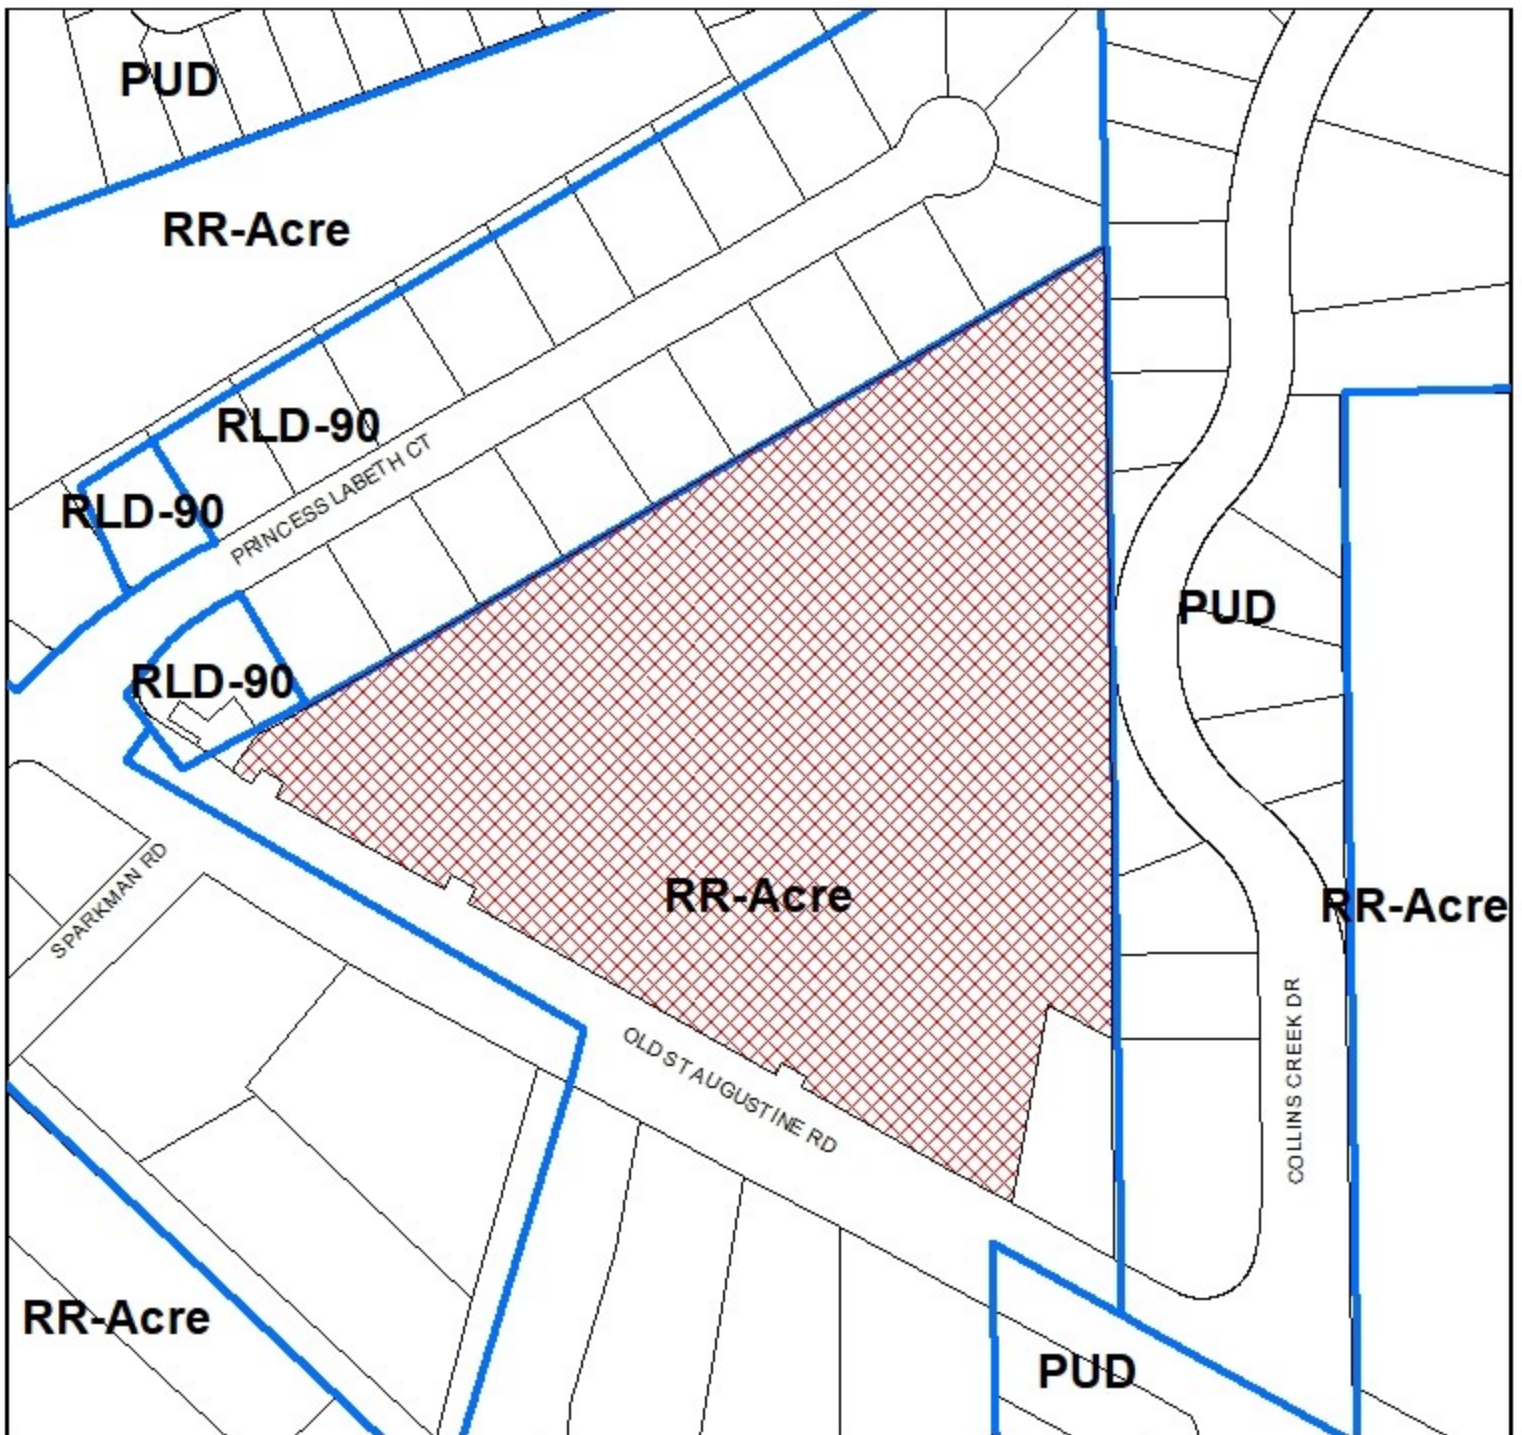 PUD
RR-Acre
RLD-90
PRINCESS LABETH CT
RLD-90
PUD
RLD-90
SPARKMAN RD
RR-Acre
RR-Acre
OLD ST AUGUSTINE RD
COLLINS CREEK DR
RR-Acre
PUD